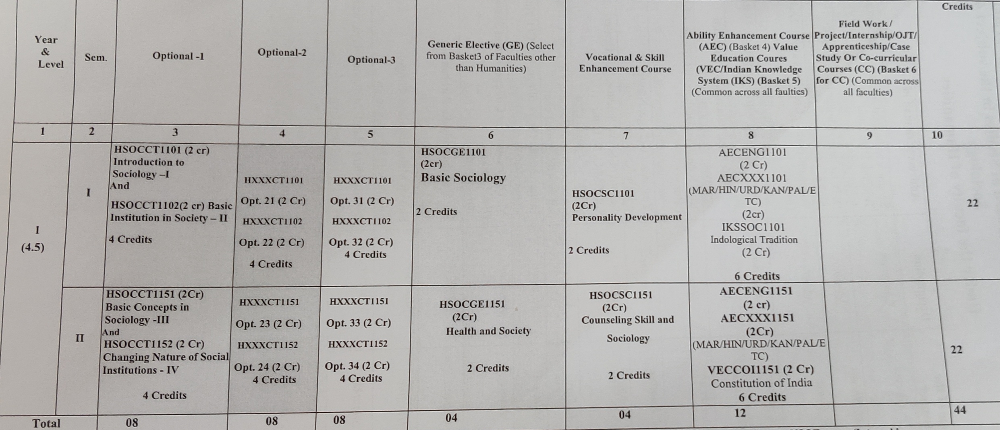 Year
&
Level
Sem.
Optional -1
Optional-2
Optional-3
Generic Elective (GE) (Select
from Basket3 of Faculties other
than Humanities)
Vocational & Skill
Enhancement Course
Ability Enhancement Course
(AEC) (Basket 4) Value
Education Coures
(VEC/Indian Knowledge
System (IKS) (Basket 5)
(Common across all faulties)
Field Work /
Project/Internship/OJT/
Apprenticeship/Case
Study Or Co-curricular
Courses (CC) (Basket 6
for CC) (Common across
all faculties)
Credits
1
2
3
4
5
6
7
8
9
10
1
(4.5)
I
HSOCCT1101 (2 cr)
Introduction to
Sociology –I
And
HSOCCT1102(2 cr) Basic
Institution in Society – II
4 Credits
HXXXCT1101
Opt. 21 (2 Cr)
HXXXCT1102
Opt. 22 (2 Cr)
4 Credits
HXXXCT1101
Opt. 31 (2 Cr)
HXXXCT1102
Opt. 32 (2 Cr)
4 Credits
HSOCGE1101
(2cr)
Basic Sociology
2 Credits
HSOCSC1101
(2Cr)
Personality Development
2 Credits
AECENG1101
(2 Cr)
AECXXX1101
(MAR/HIN/URD/KAN/PAL/E
TC)
(2cr)
IKSSOC1101
Indological Tradition
(2 Cr)
6 Credits
22
II
HSOCCT1151 (2Cr)
Basic Concepts in
Sociology -III
And
HSOCCT1152 (2 Cr)
Changing Nature of Social
Institutions - IV
4 Credits
HXXXCT1151
Opt. 23 (2 Cr)
HXXXCT1152
Opt. 24 (2 Cr)
4 Credits
HXXXCT1151
Opt. 33 (2 Cr)
HXXXCT1152
Opt. 34 (2 Cr)
4 Credits
HSOCGE1151
(2Cr)
Health and Society
2 Credits
HSOCSC1151
(2Cr)
Counseling Skill and
Sociology
2 Credits
AECENG1151
(2 cr)
AECXXX1151
(2Cr)
(MAR/HIN/URD/KAN/PAL/E
TC)
VECCOI1151 (2 Cr)
Constitution of India
6 Credits
22
Total
08
08
08
04
04
12
44